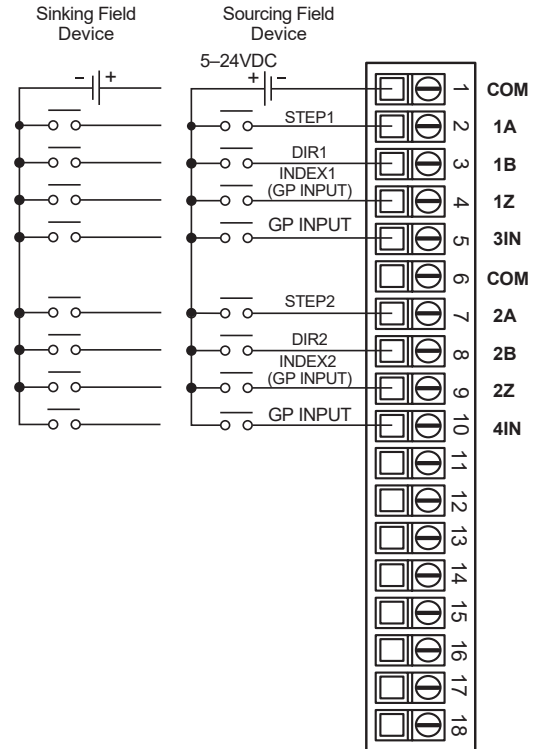 Sinking Field
Device
Sourcing Field
Device
5–24VDC
- +
+ -
1 COM
STEP1 2 1A
DIR1 3 1B
INDEX1
(GP INPUT) 4 1Z
GP INPUT 5 3IN
6 COM
STEP2 7 2A
DIR2 8 2B
INDEX2
(GP INPUT) 9 2Z
GP INPUT 10 4IN
11
12
13
14
15
16
17
18